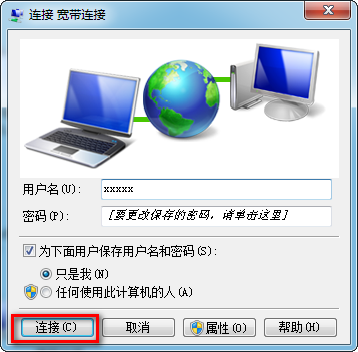 连接 宽带连接
用户名(U): xxxxx
密码(P): [要更改保存的密码，请单击这里]
为下面用户保存用户名和密码(S):
只是我(N)
任何使用此计算机的人(A)
连接(C) 取消 属性(O) 帮助(H)